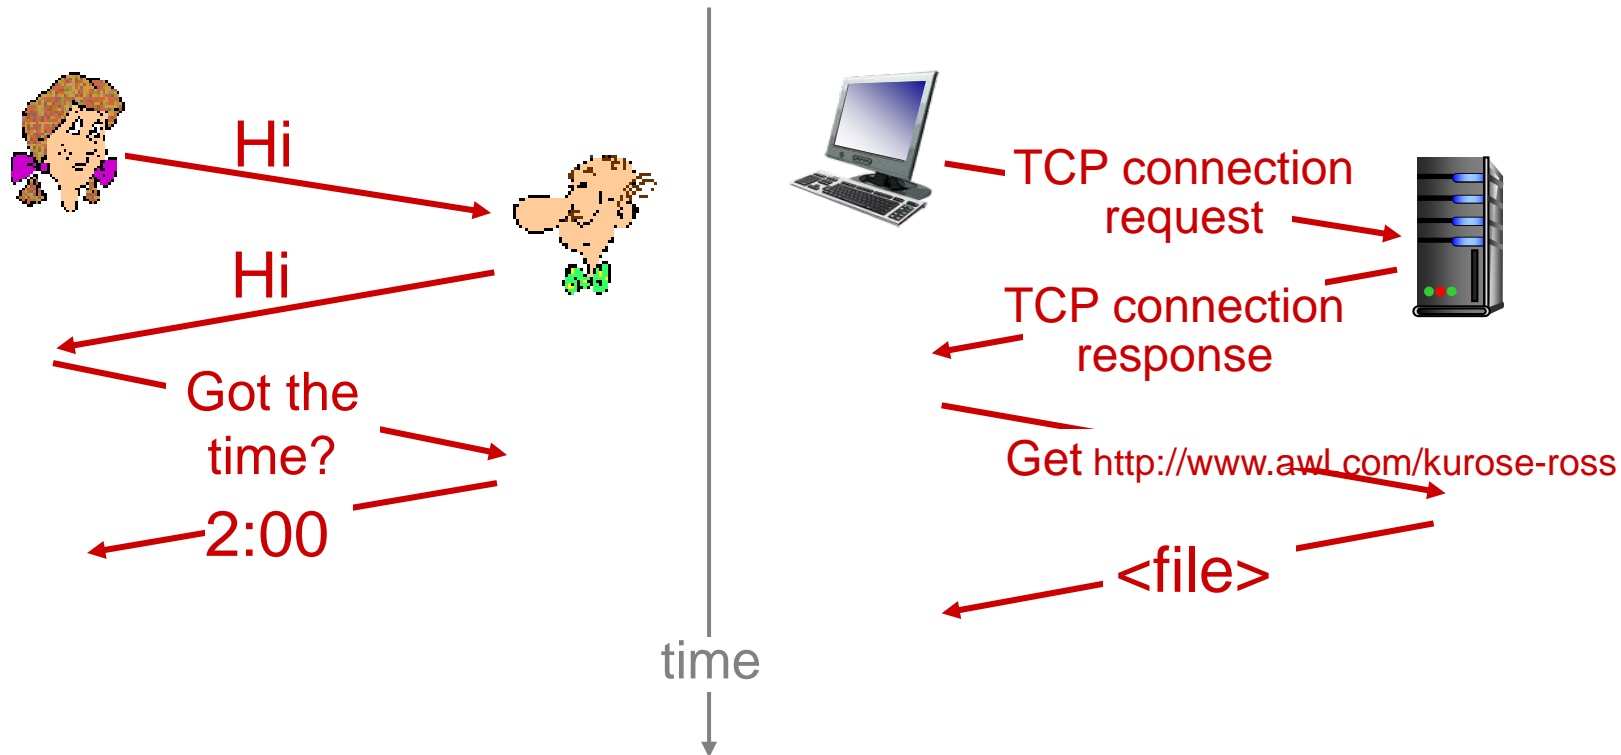 Hi
Hi
Got the
time?
2:00
time
TCP connection
request
TCP connection
response
Get http://www.awl.com/kurose-ross
<file>